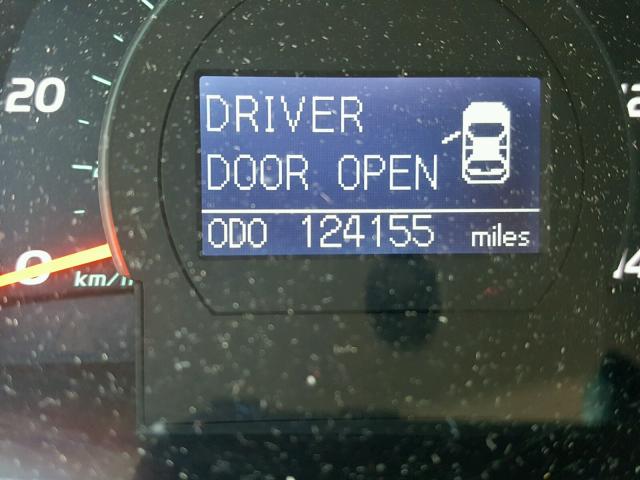 20
DRIVER
DOOR OPEN
ODO 124155 miles
0 km/h